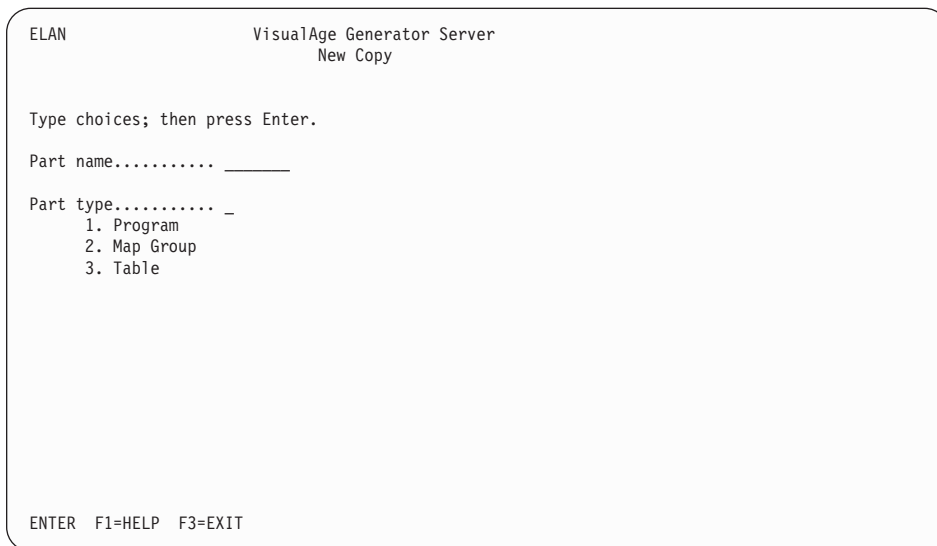 ELAN VisualAge Generator Server
New Copy
Type choices; then press Enter.
Part name........... _______
Part type........... _
1. Program
2. Map Group
3. Table
ENTER F1=HELP F3=EXIT